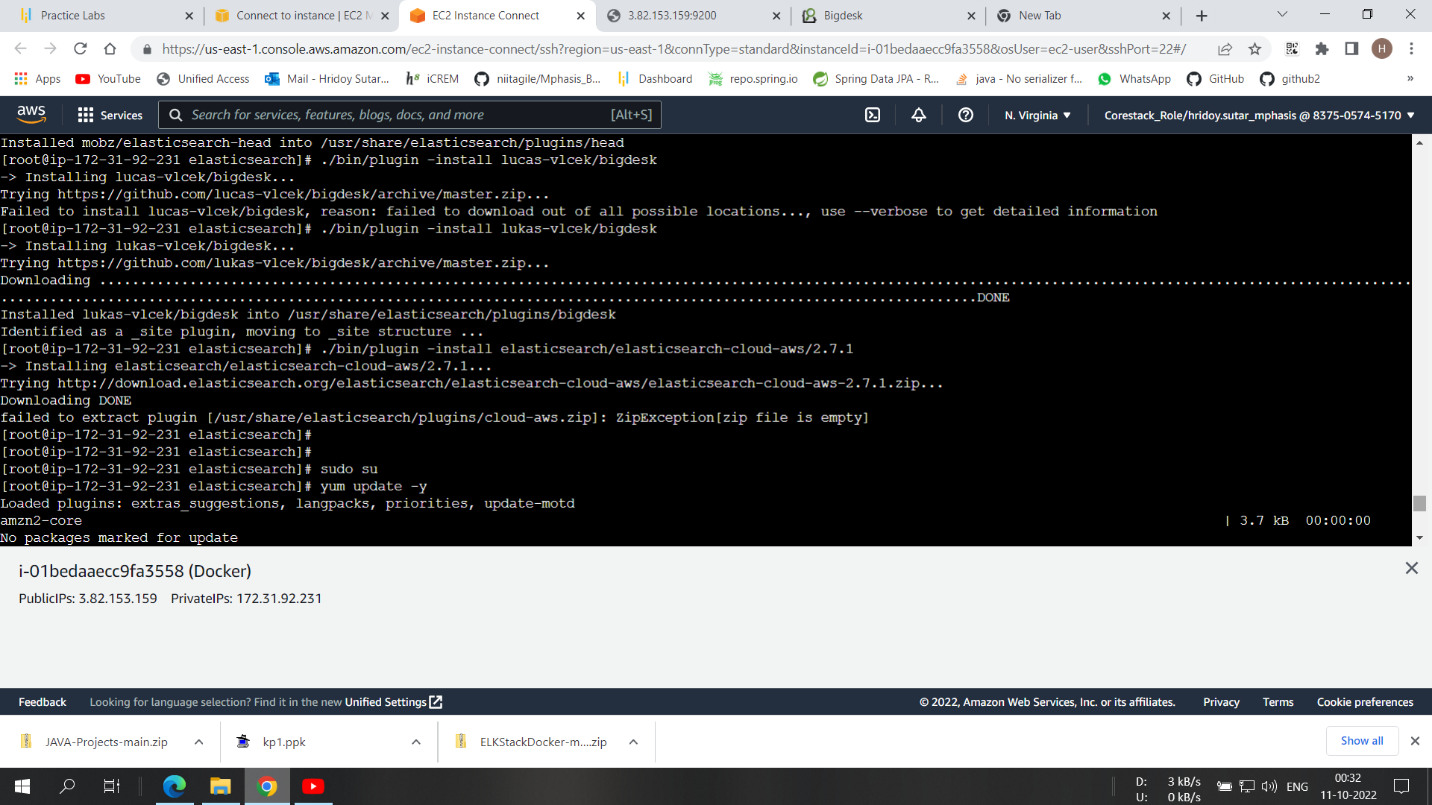 Practice Labs
Connect to instance | EC2 M
EC2 Instance Connect
3.82.153.159:9200
Bigdesk
New Tab
https://us-east-1.console.aws.amazon.com/ec2-instance-connect/ssh?region=us-east-1&connType=standard&instanceId=i-01bedaaecc9fa3558&osUser=ec2-user&sshPort=22#/
H
Apps
YouTube
Unified Access
Mail - Hridoy Sutar...
iCREM
niitagile/Mphasis_B...
Dashboard
repo.spring.io
Spring Data JPA - R...
java - No serializer f...
WhatsApp
GitHub
github2
»
aws
Services
Search for services, features, blogs, docs, and more
[Alt+S]
N. Virginia
Corestack_Role/hridoy.sutar_mphasis @ 8375-0574-5170
Installed mobz/elasticsearch-head into /usr/share/elasticsearch/plugins/head
[root@ip-172-31-92-231 elasticsearch]# ./bin/plugin -install lucas-vlcek/bigdesk
-> Installing lucas-vlcek/bigdesk...
Trying https://github.com/lucas-vlcek/bigdesk/archive/master.zip...
Failed to install lucas-vlcek/bigdesk, reason: failed to download out of all possible locations..., use --verbose to get detailed information
[root@ip-172-31-92-231 elasticsearch]# ./bin/plugin -install lukas-vlcek/bigdesk
-> Installing lukas-vlcek/bigdesk...
Trying https://github.com/lukas-vlcek/bigdesk/archive/master.zip...
Downloading ....................................................................................................................................................................
..........................................................................................................................DONE
Installed lukas-vlcek/bigdesk into /usr/share/elasticsearch/plugins/bigdesk
Identified as a _site plugin, moving to _site structure ...
[root@ip-172-31-92-231 elasticsearch]# ./bin/plugin -install elasticsearch/elasticsearch-cloud-aws/2.7.1
-> Installing elasticsearch/elasticsearch-cloud-aws/2.7.1...
Trying http://download.elasticsearch.org/elasticsearch/elasticsearch-cloud-aws/elasticsearch-cloud-aws-2.7.1.zip...
Downloading DONE
failed to extract plugin [/usr/share/elasticsearch/plugins/cloud-aws.zip]: ZipException[zip file is empty]
[root@ip-172-31-92-231 elasticsearch]#
[root@ip-172-31-92-231 elasticsearch]#
[root@ip-172-31-92-231 elasticsearch]# sudo su
[root@ip-172-31-92-231 elasticsearch]# yum update -y
Loaded plugins: extras_suggestions, langpacks, priorities, update-motd
amzn2-core | 3.7 kB 00:00:00
No packages marked for update
i-01bedaaecc9fa3558 (Docker)
PublicIPs: 3.82.153.159 PrivateIPs: 172.31.92.231
Feedback
Looking for language selection? Find it in the new Unified Settings
© 2022, Amazon Web Services, Inc. or its affiliates.
Privacy
Terms
Cookie preferences
JAVA-Projects-main.zip
kp1.ppk
ELKStackDocker-m....zip
Show all
D: 3 kB/s
U: 0 kB/s
ENG
00:32
11-10-2022